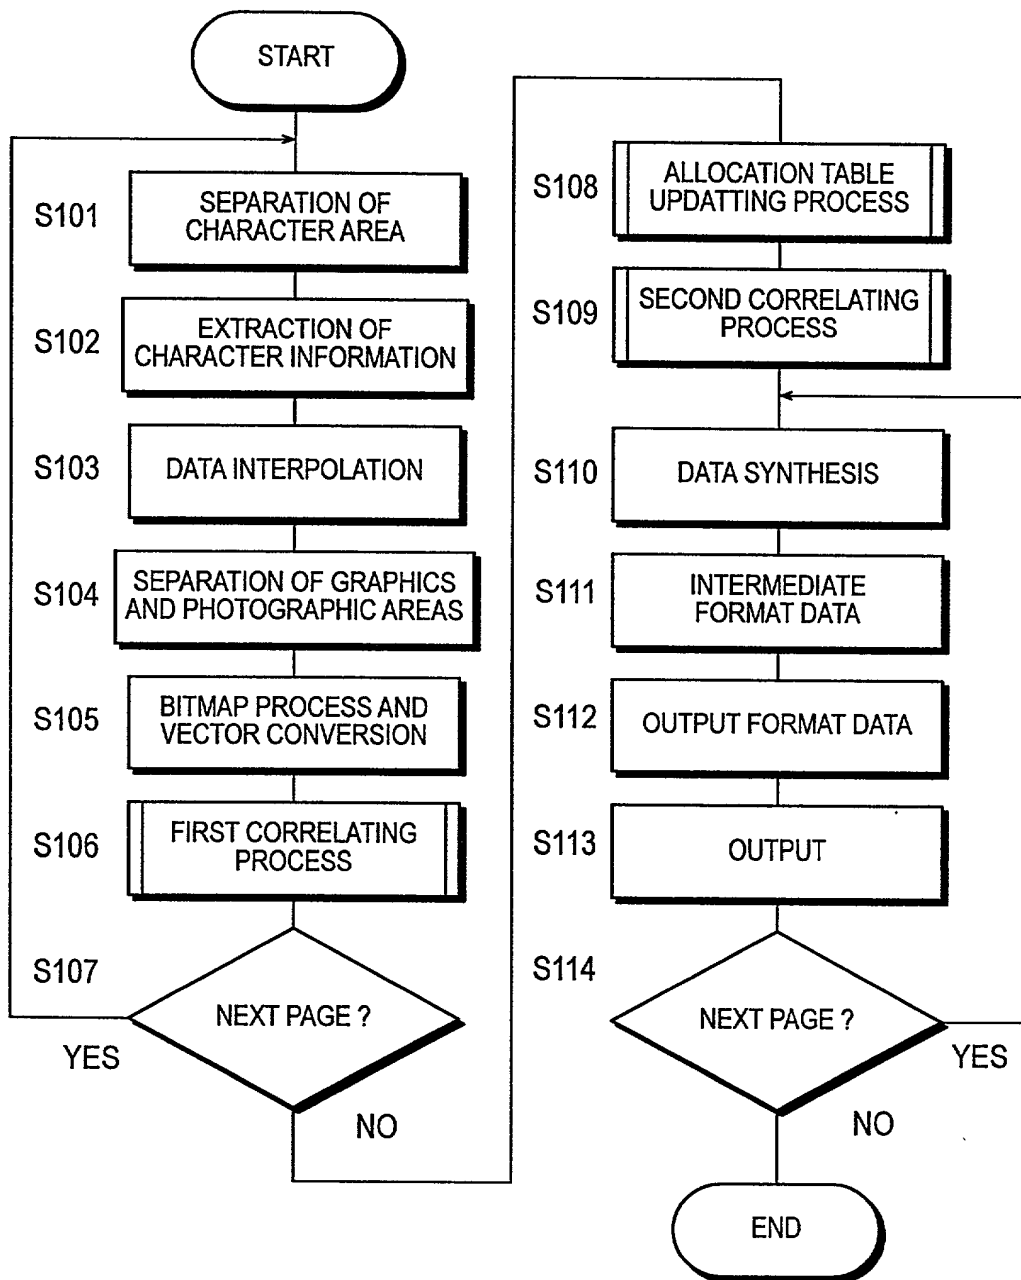 START
S101
SEPARATION OF
CHARACTER AREA
S102
EXTRACTION OF
CHARACTER INFORMATION
S103
DATA INTERPOLATION
S104
SEPARATION OF GRAPHICS
AND PHOTOGRAPHIC AREAS
S105
BITMAP PROCESS AND
VECTOR CONVERSION
S106
FIRST CORRELATING
PROCESS
S107
NEXT PAGE ?
YES
NO
S108
ALLOCATION TABLE
UPDATTING PROCESS
S109
SECOND CORRELATING
PROCESS
S110
DATA SYNTHESIS
S111
INTERMEDIATE
FORMAT DATA
S112
OUTPUT FORMAT DATA
S113
OUTPUT
S114
NEXT PAGE ?
YES
NO
END